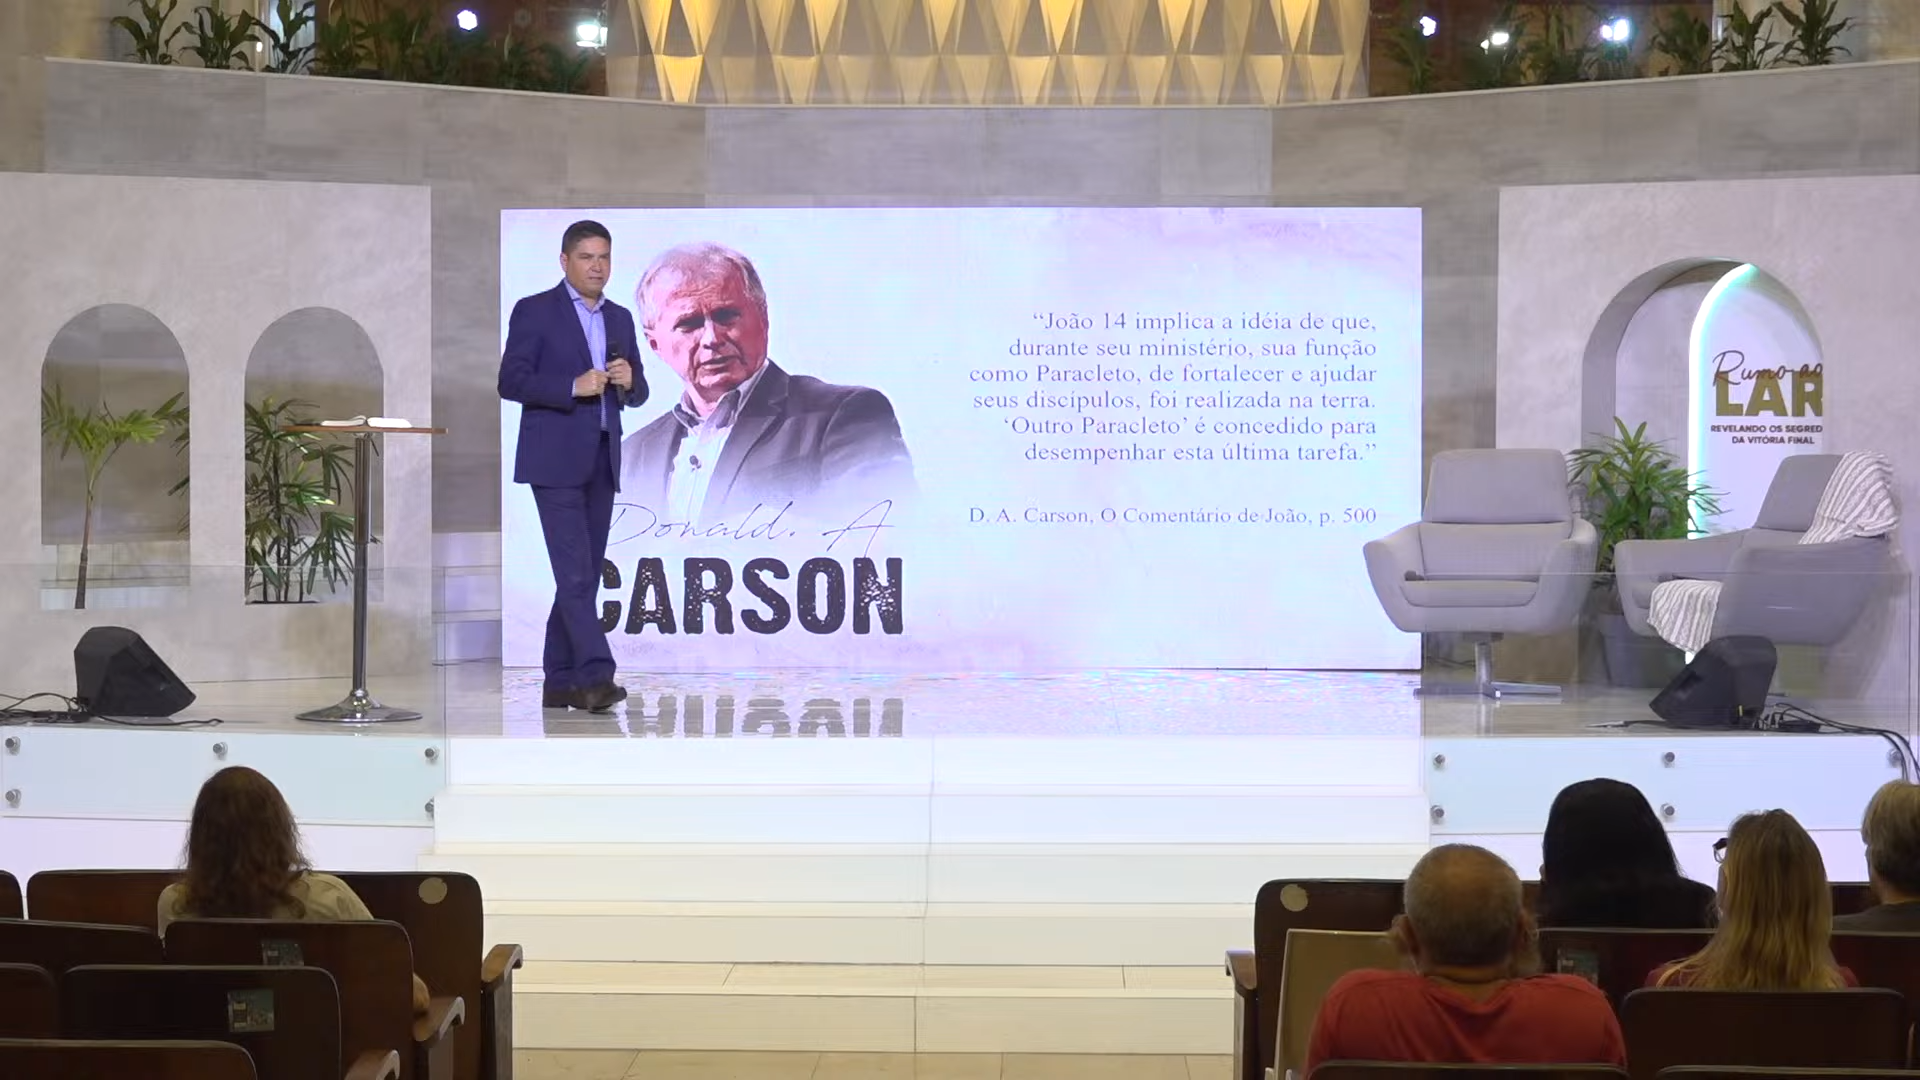 “João 14 implica a idéia de que,
durante seu ministério, sua função
como Paracleto, de fortalecer e ajudar
seus discípulos, foi realizada na terra.
‘Outro Paracleto’ é concedido para
desempenhar esta última tarefa.”
D. A. Carson, O Comentário de João, p. 500
Donald. A
CARSON
Rumo ao
LAR
REVELANDO OS SEGRED
DA VITÓRIA FINAL